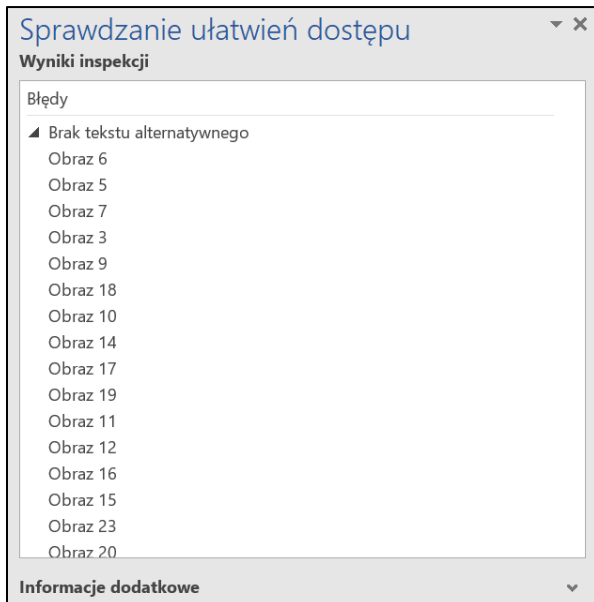 Sprawdzanie ułatwień dostępu
Wyniki inspekcji
Błędy
Brak tekstu alternatywnego
Obraz 6
Obraz 5
Obraz 7
Obraz 3
Obraz 9
Obraz 18
Obraz 10
Obraz 14
Obraz 17
Obraz 19
Obraz 11
Obraz 12
Obraz 16
Obraz 15
Obraz 23
Obraz 20
Informacje dodatkowe